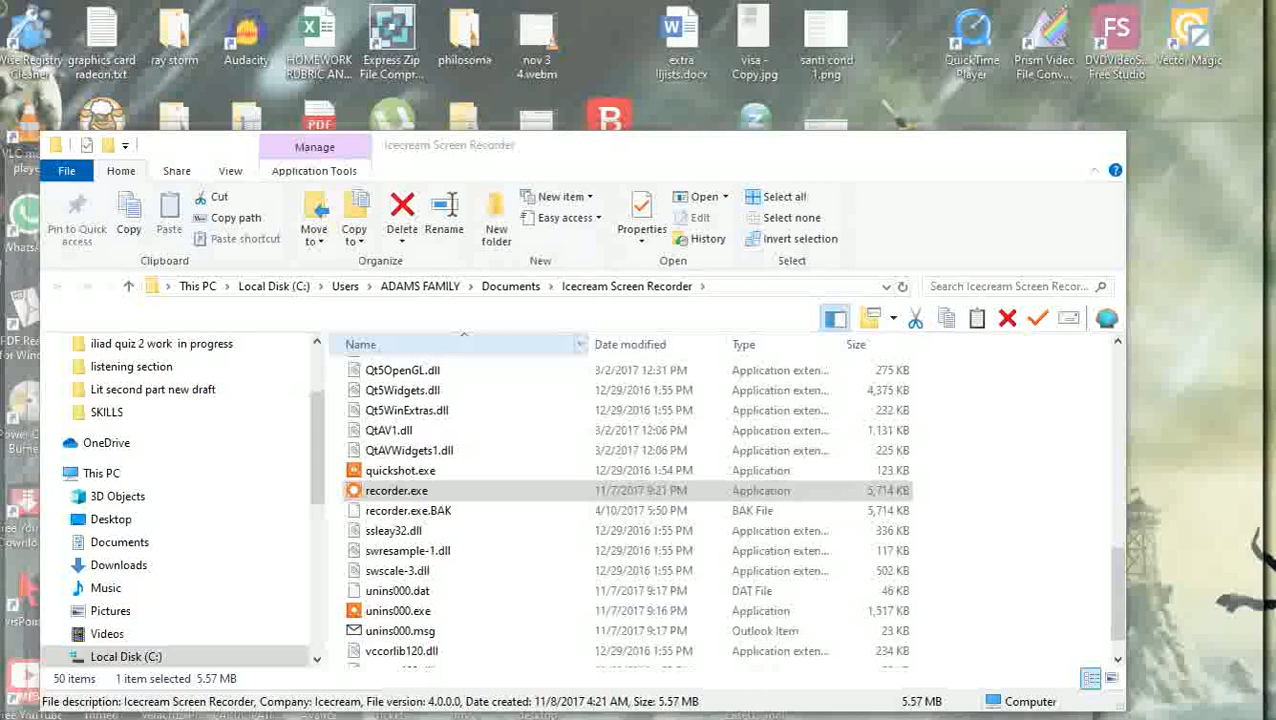 Wise Registry Cleaner
graphics card radeon.txt
ray storm
Audacity
HOMEWORK RUBRIC AN...
Express Zip File Compr...
philosoma
nov 3 4.webm
extra lljists.docx
visa - Copy.jpg
santi cond 1.png
QuickTime Player
Prism Video File Conv...
FS
DVDVideoS... Free Studio
Vector Magic
PDF
B
Manage
Icecream Screen Recorder
File
Home
Share
View
Application Tools
Pin to Quick access
Copy
Paste
Cut
Copy path
Paste shortcut
Move to
Copy to
Delete
Rename
New folder
New item
Easy access
Properties
Open
Edit
History
Select all
Select none
Invert selection
Clipboard
Organize
New
Open
Select
This PC > Local Disk (C:) > Users > ADAMS FAMILY > Documents > Icecream Screen Recorder >
Search Icecream Screen Recor...
iliad quiz 2 work in progress
listening section
Lit second part new draft
SKILLS
OneDrive
This PC
3D Objects
Desktop
Documents
Downloads
Music
Pictures
Videos
Local Disk (C:)
Name Date modified Type Size
Qt5OpenGL.dll 3/2/2017 12:31 PM Application exten... 275 KB
Qt5Widgets.dll 12/29/2016 1:55 PM Application exten... 4,375 KB
Qt5WinExtras.dll 12/29/2016 1:55 PM Application exten... 232 KB
QtAV1.dll 3/2/2017 12:06 PM Application exten... 1,131 KB
QtAVWidgets1.dll 3/2/2017 12:06 PM Application exten... 225 KB
quickshot.exe 12/29/2016 1:54 PM Application 123 KB
recorder.exe 11/7/2017 9:21 PM Application 5,714 KB
recorder.exe.BAK 4/10/2017 5:50 PM BAK File 5,714 KB
ssleay32.dll 12/29/2016 1:55 PM Application exten... 336 KB
swresample-1.dll 12/29/2016 1:55 PM Application exten... 117 KB
swscale-3.dll 12/29/2016 1:55 PM Application exten... 502 KB
unins000.dat 11/7/2017 9:17 PM DAT File 46 KB
unins000.exe 11/7/2017 9:16 PM Application 1,517 KB
unins000.msg 11/7/2017 9:17 PM Outlook Item 23 KB
vccorlib120.dll 12/29/2016 1:55 PM Application exten... 234 KB
50 items 1 item selected 5.57 MB
File description: Icecream Screen Recorder, Company: Icecream, File version: 4.0.0.0, Date created: 11/8/2017 4:21 AM, Size: 5.57 MB 5.57 MB Computer